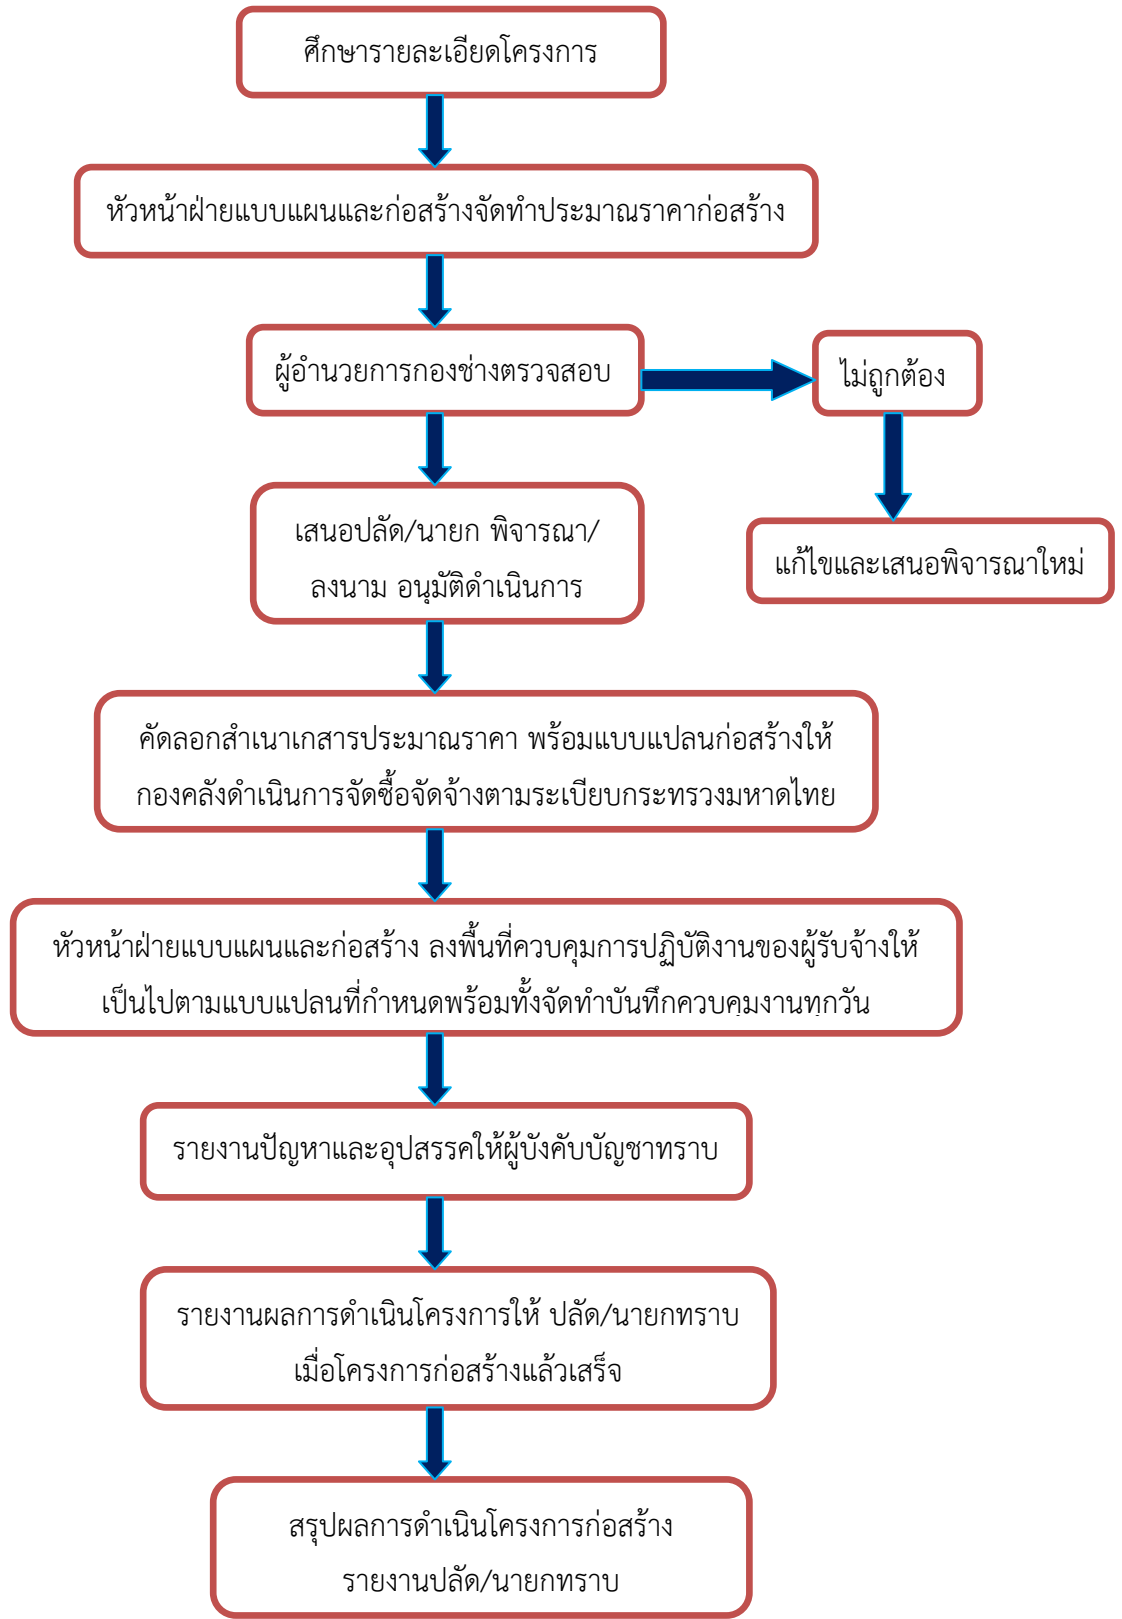 ศึกษารายละเอียดโครงการ
หัวหน้าฝ่ายแบบแผนและก่อสร้างจัดทำประมาณราคาก่อสร้าง
ผู้อำนวยการกองช่างตรวจสอบ
ไม่ถูกต้อง
เสนอปลัด/นายก พิจารณา/
ลงนาม อนุมัติดำเนินการ
แก้ไขและเสนอพิจารณาใหม่
คัดลอกสำเนาเกสารประมาณราคา พร้อมแบบแปลนก่อสร้างให้
กองคลังดำเนินการจัดซื้อจัดจ้างตามระเบียบกระทรวงมหาดไทย
หัวหน้าฝ่ายแบบแผนและก่อสร้าง ลงพื้นที่ควบคุมการปฏิบัติงานของผู้รับจ้างให้
เป็นไปตามแบบแปลนที่กำหนดพร้อมทั้งจัดทำบันทึกควบคุมงานทุกวัน
รายงานปัญหาและอุปสรรคให้ผู้บังคับบัญชาทราบ
รายงานผลการดำเนินโครงการให้ ปลัด/นายกทราบ
เมื่อโครงการก่อสร้างแล้วเสร็จ
สรุปผลการดำเนินโครงการก่อสร้าง
รายงานปลัด/นายกทราบ